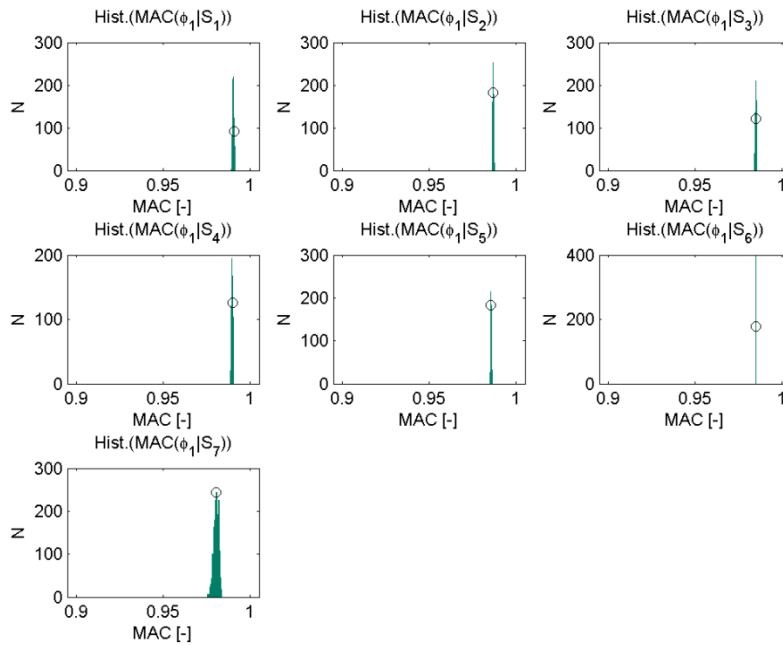 Hist.(MAC(ϕ₁|S₁))
300
200
100
0
N
0.9 0.95 1
MAC [-]
Hist.(MAC(ϕ₁|S₂))
300
200
100
0
N
0.9 0.95 1
MAC [-]
Hist.(MAC(ϕ₁|S₃))
300
200
100
0
N
0.9 0.95 1
MAC [-]
Hist.(MAC(ϕ₁|S₄))
200
100
0
N
0.9 0.95 1
MAC [-]
Hist.(MAC(ϕ₁|S₅))
300
200
100
0
N
0.9 0.95 1
MAC [-]
Hist.(MAC(ϕ₁|S₆))
400
200
0
N
0.9 0.95 1
MAC [-]
Hist.(MAC(ϕ₁|S₇))
300
200
100
0
N
0.9 0.95 1
MAC [-]